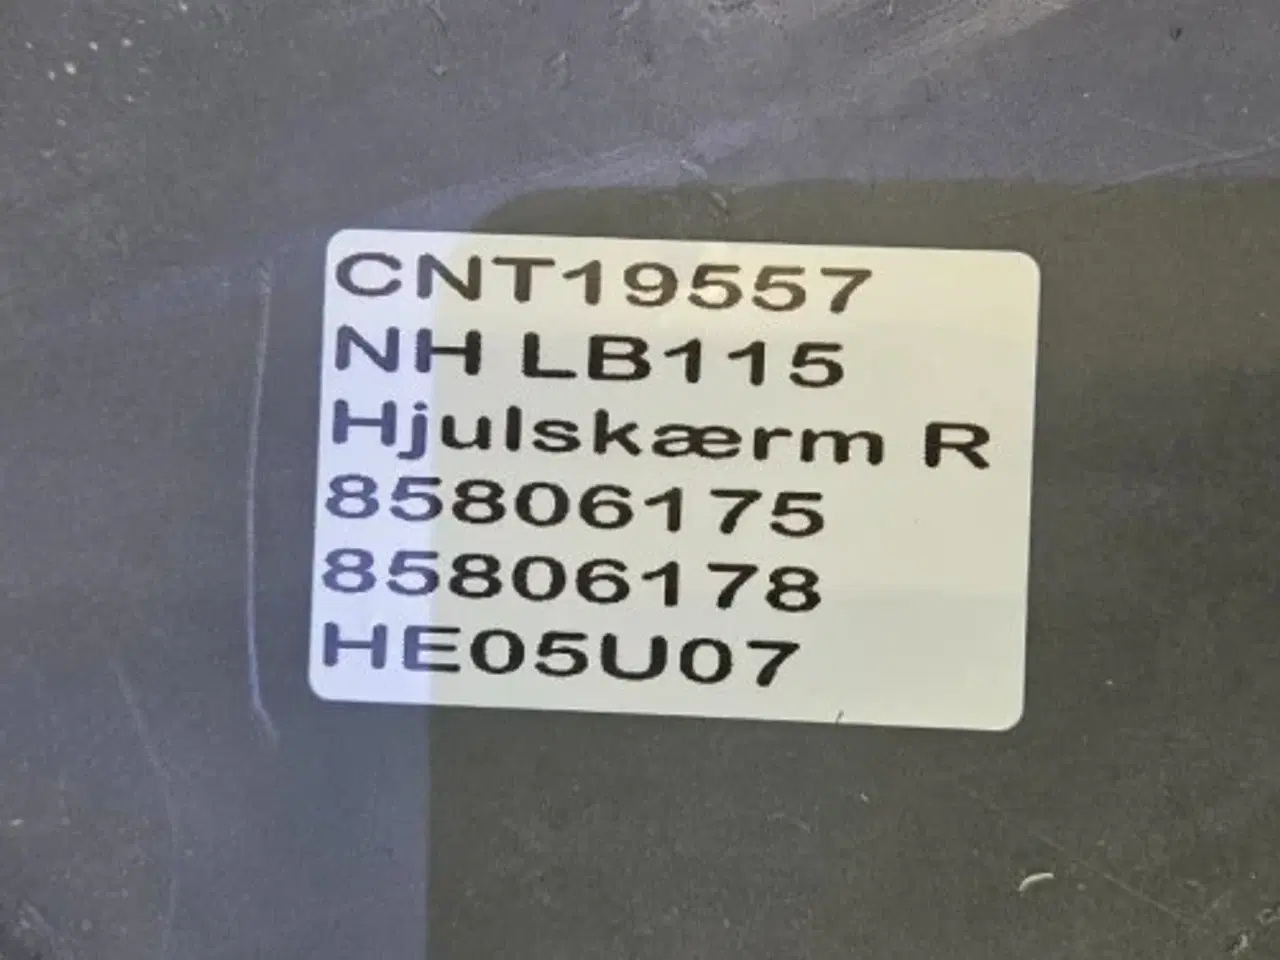 CNT19557
NH LB115
Hjulskærm R
85806175
85806178
HE05U07